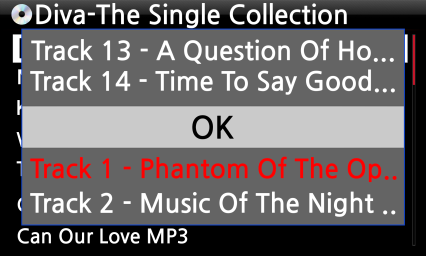 Diva-The Single Collection
Track 13 - A Question Of Ho...
Track 14 - Time To Say Good...
OK
Track 1 - Phantom Of The Op..
Track 2 - Music Of The Night ..
Can Our Love MP3